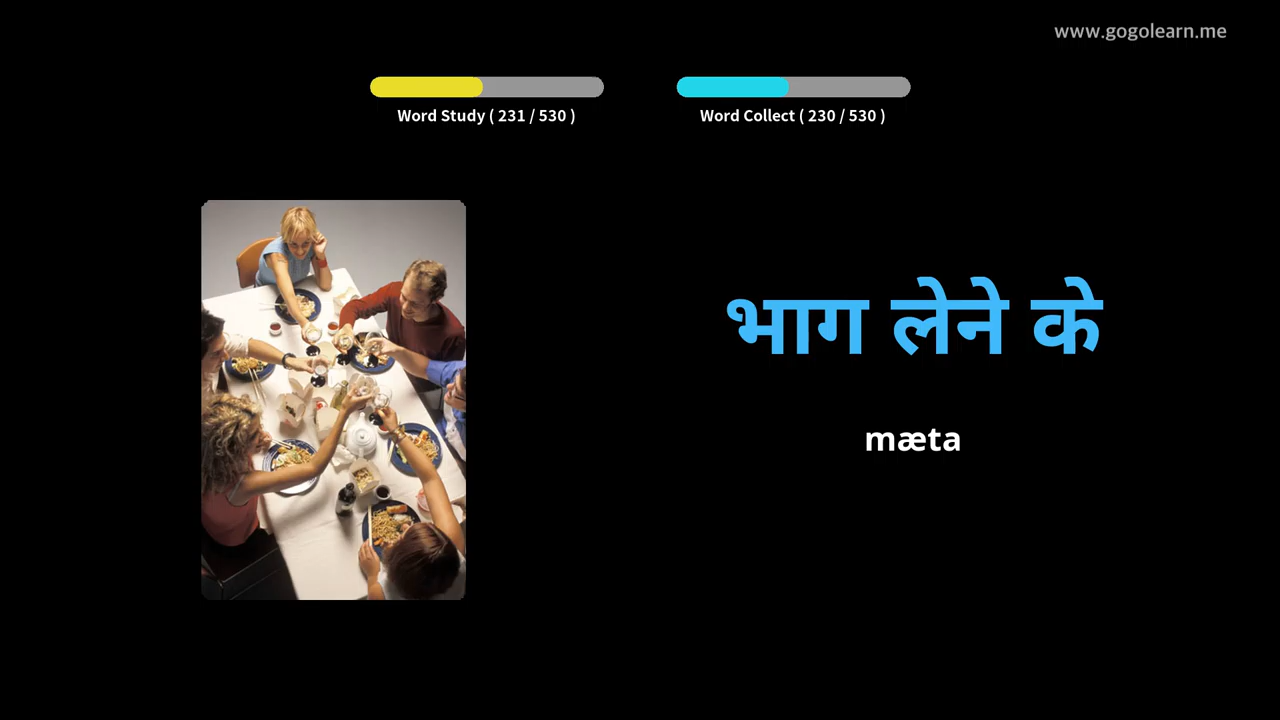 www.gogolearn.me
Word Study ( 231 / 530 )
Word Collect ( 230 / 530 )
भाग लेने के
mæta